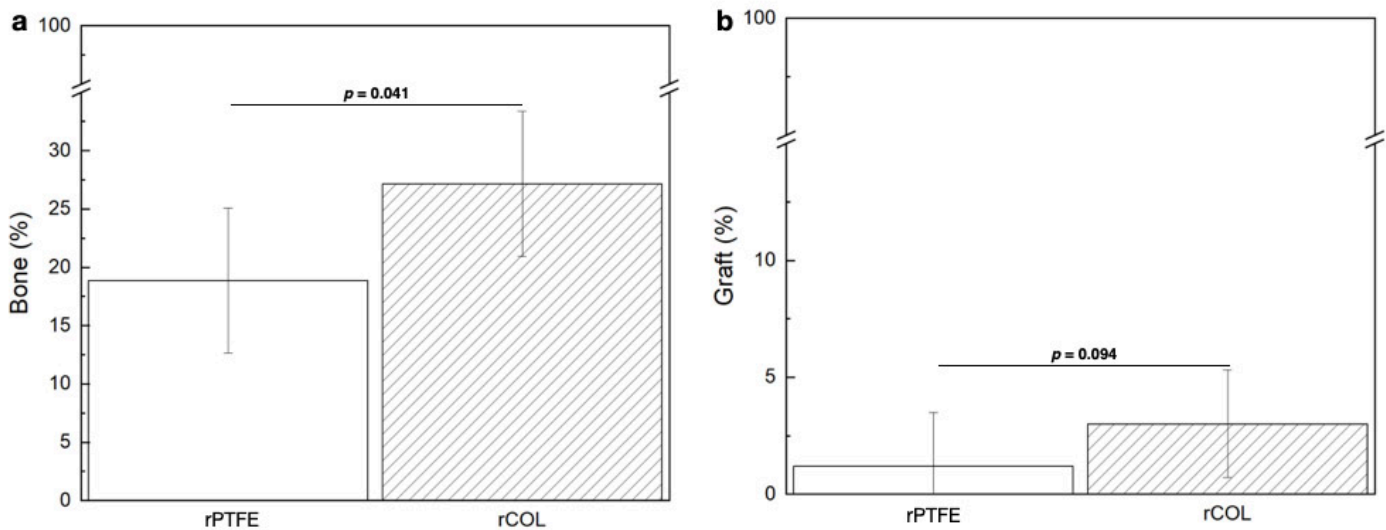 a
100
p = 0.041
30
25
20
15
10
5
0
Bone (%)
rPTFE
rCOL
b
100
10
p = 0.094
5
0
Graft (%)
rPTFE
rCOL